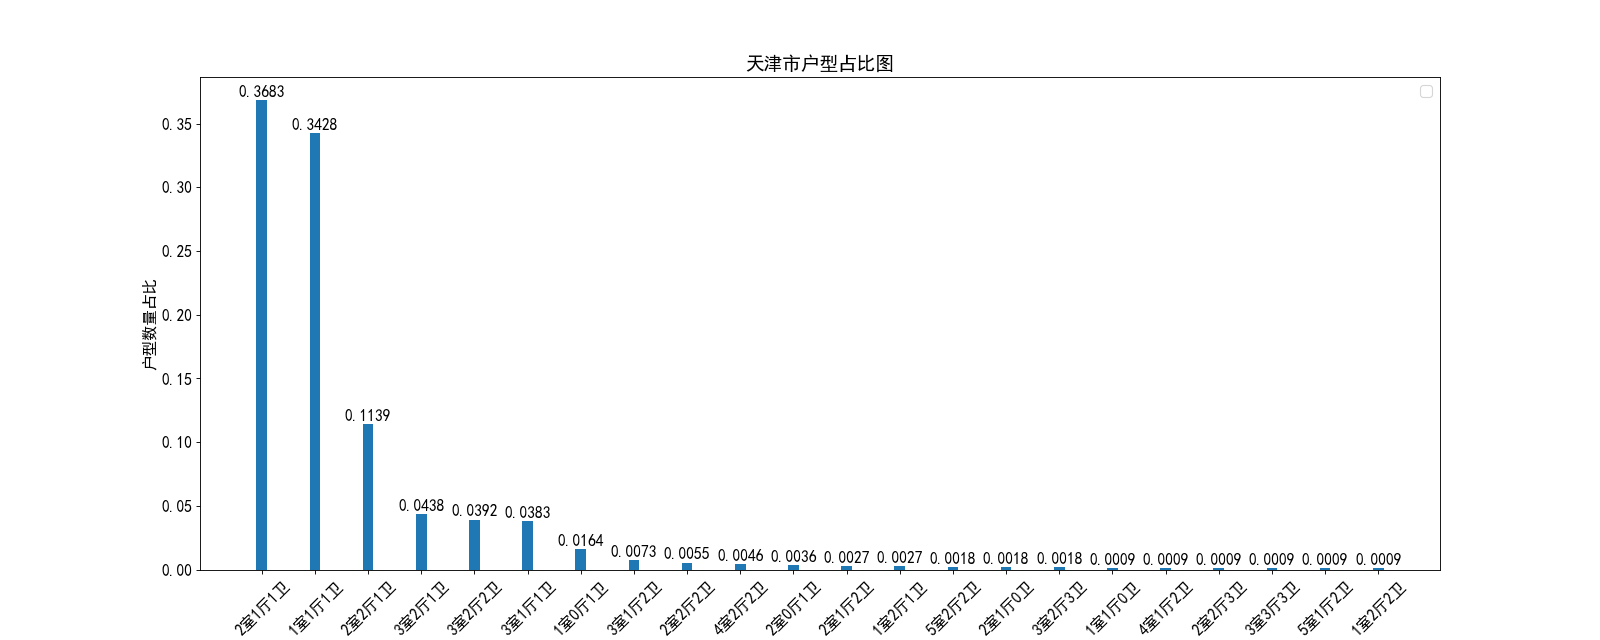 天津市户型占比图
0.3683
0.3428
0.1139
0.0438
0.0392
0.0383
0.0164
0.0073
0.0055
0.0046
0.0036
0.0027
0.0027
0.0018
0.0018
0.0018
0.0009
0.0009
0.0009
0.0009
0.0009
0.0009
0.35
0.30
0.25
0.20
0.15
0.10
0.05
0.00
户型数量占比
2室1厅1卫
1室1厅1卫
2室2厅1卫
3室2厅1卫
3室2厅2卫
3室1厅1卫
1室0厅1卫
3室1厅2卫
2室2厅2卫
4室2厅2卫
2室0厅1卫
2室1厅2卫
1室2厅1卫
5室2厅2卫
2室1厅0卫
3室2厅3卫
1室1厅0卫
4室1厅2卫
2室2厅3卫
3室3厅3卫
5室1厅2卫
1室2厅2卫